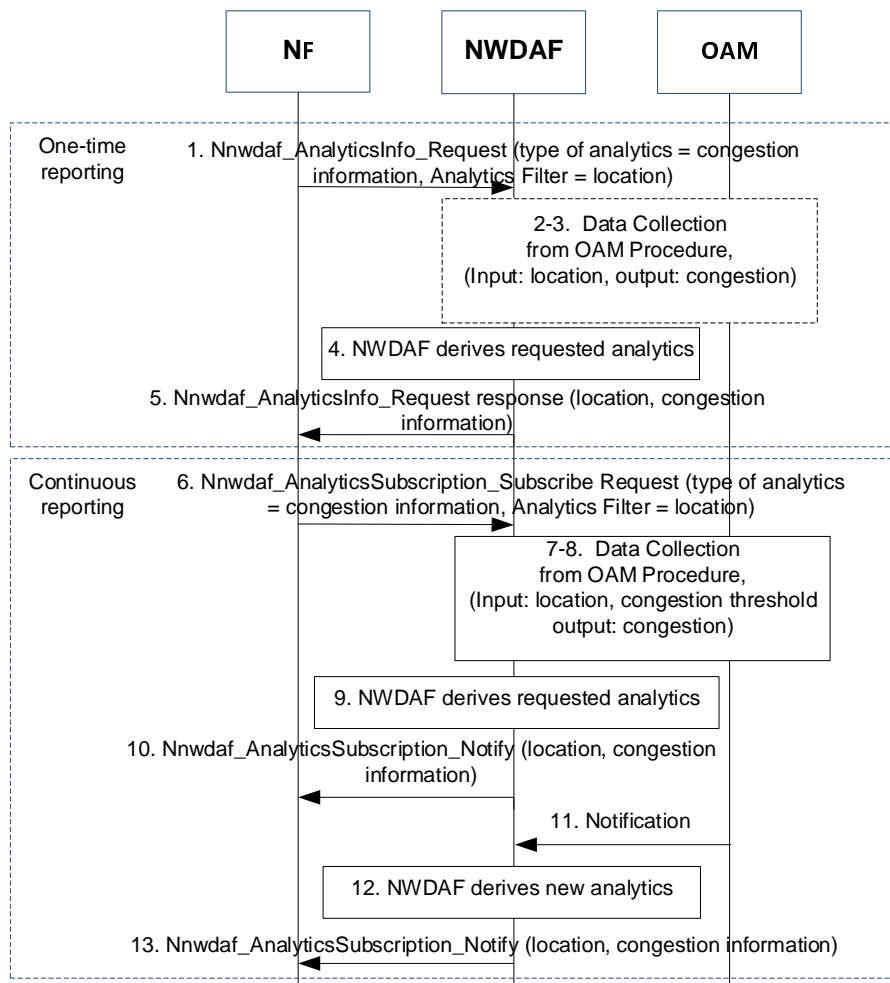 NF
NWDAF
OAM
One-time
reporting
1. Nnwdaf_AnalyticsInfo_Request (type of analytics = congestion
information, Analytics Filter = location)
2-3. Data Collection
from OAM Procedure,
(Input: location, output: congestion)
4. NWDAF derives requested analytics
5. Nnwdaf_AnalyticsInfo_Request response (location, congestion
information)
Continuous
reporting
6. Nnwdaf_AnalyticsSubscription_Subscribe Request (type of analytics
= congestion information, Analytics Filter = location)
7-8. Data Collection
from OAM Procedure,
(Input: location, congestion threshold
output: congestion)
9. NWDAF derives requested analytics
10. Nnwdaf_AnalyticsSubscription_Notify (location, congestion
information)
11. Notification
12. NWDAF derives new analytics
13. Nnwdaf_AnalyticsSubscription_Notify (location, congestion information)